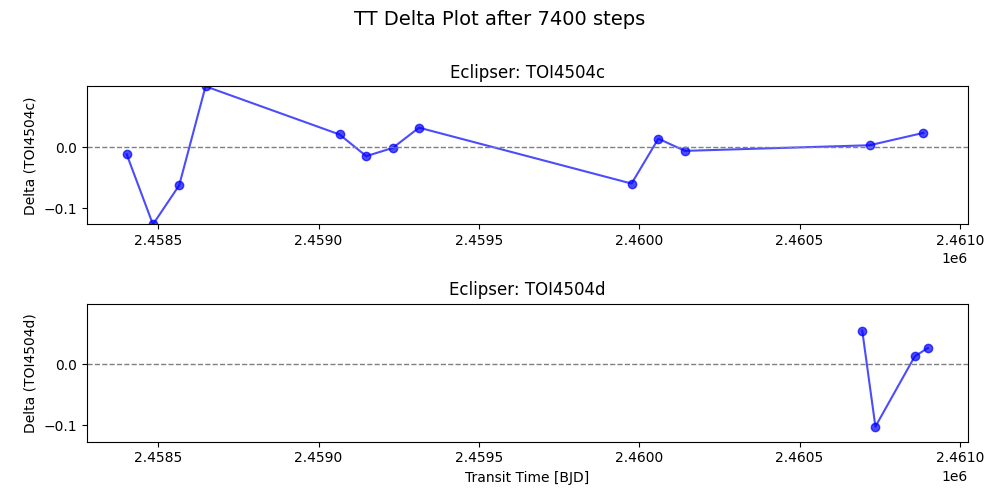 TT Delta Plot after 7400 steps
Eclipser: TOI4504c
Delta (TOI4504c)
0.0
−0.1
2.4585 2.4590 2.4595 2.4600 2.4605 2.4610
1e6
Eclipser: TOI4504d
Delta (TOI4504d)
0.0
−0.1
2.4585 2.4590 2.4595 2.4600 2.4605 2.4610
Transit Time [BJD]
1e6